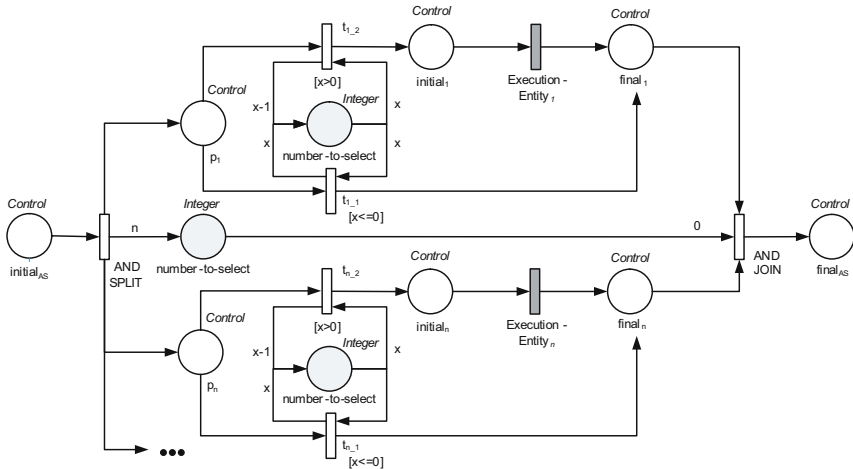 Control
t1_2
Control
initial1
Execution -
Entity 1
Control
final 1
[x>0]
Control
p1
Integer
x-1
x
x
x
number-to-select
t1_1
[x<=0]
Control
initialAS
AND
SPLIT
n
Integer
number-to-select
0
AND
JOIN
Control
finalAS
tn_2
Control
initialn
Execution -
Entity n
Control
finaln
[x>0]
Control
pn
Integer
x-1
x
x
x
number-to-select
tn_1
[x<=0]